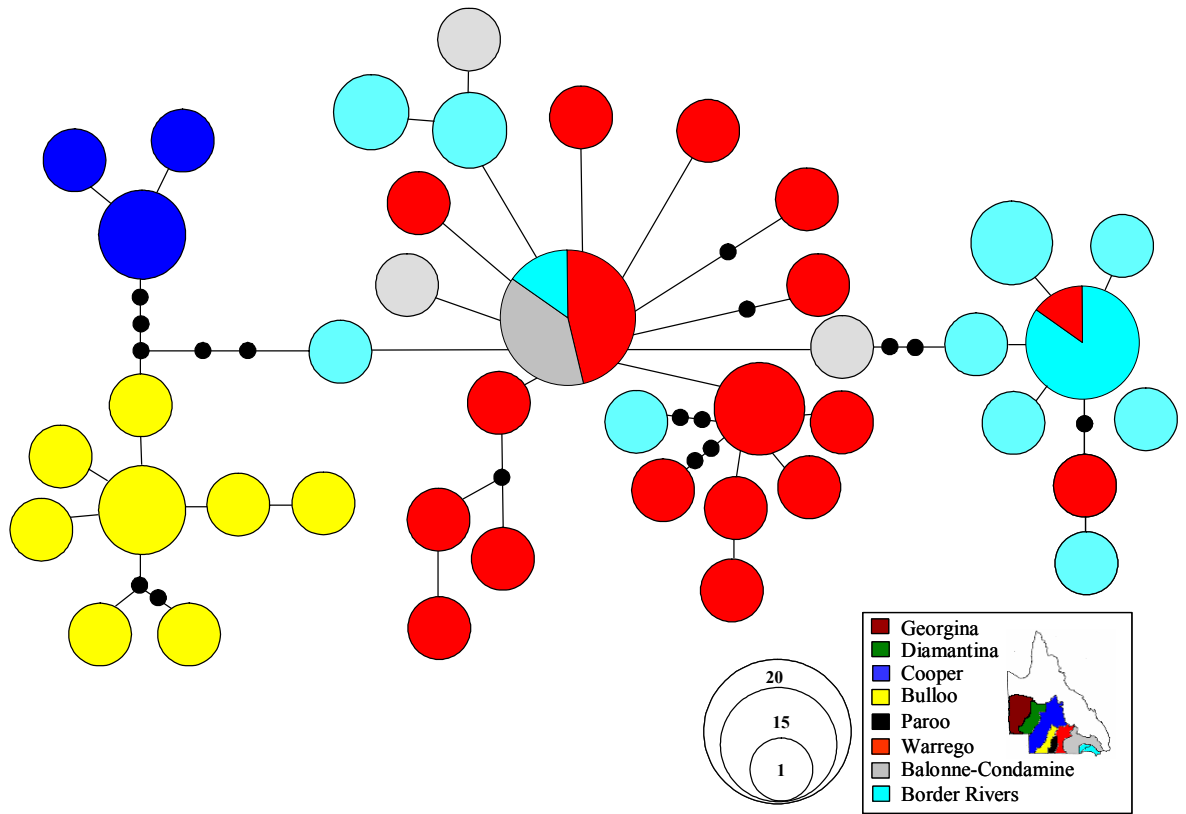 20
15
1
Georgina
Diamantina
Cooper
Bulloo
Paroo
Warrego
Balonne-Condamine
Border Rivers